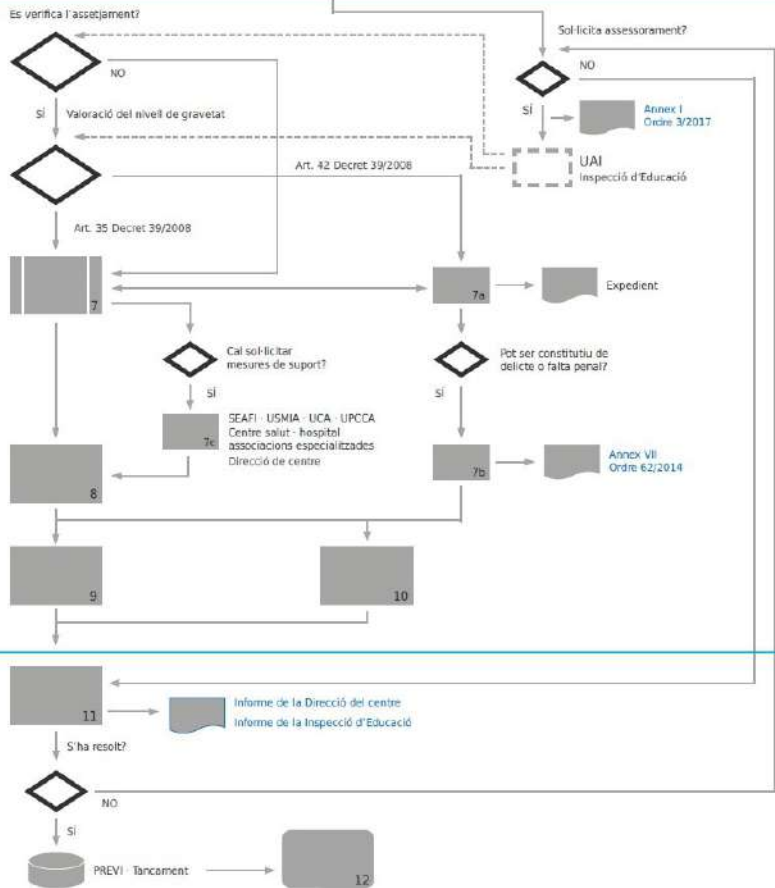 Es verifica l'assetjament?
Sol·licita assessorament?
NO
NO
SÍ
Valoració del nivell de gravetat
SÍ
Annex I
Ordre 3/2017
UAI
Inspecció d'Educació
Art. 42 Decret 39/2008
Art. 35 Decret 39/2008
7
7a
Expedient
Cal sol·licitar
mesures de suport?
Pot ser constitutiu de
delicte o falta penal?
SÍ
SÍ
SEAFI · USMIA · UCA · UPCCA
Centre salut · hospital
associacions especialitzades
Direcció de centre
7c
7b
Annex VII
Ordre 62/2014
8
9
10
11
Informe de la Direcció del centre
Informe de la Inspecció d'Educació
S'ha resolt?
NO
SÍ
PREVI · Tancament
12